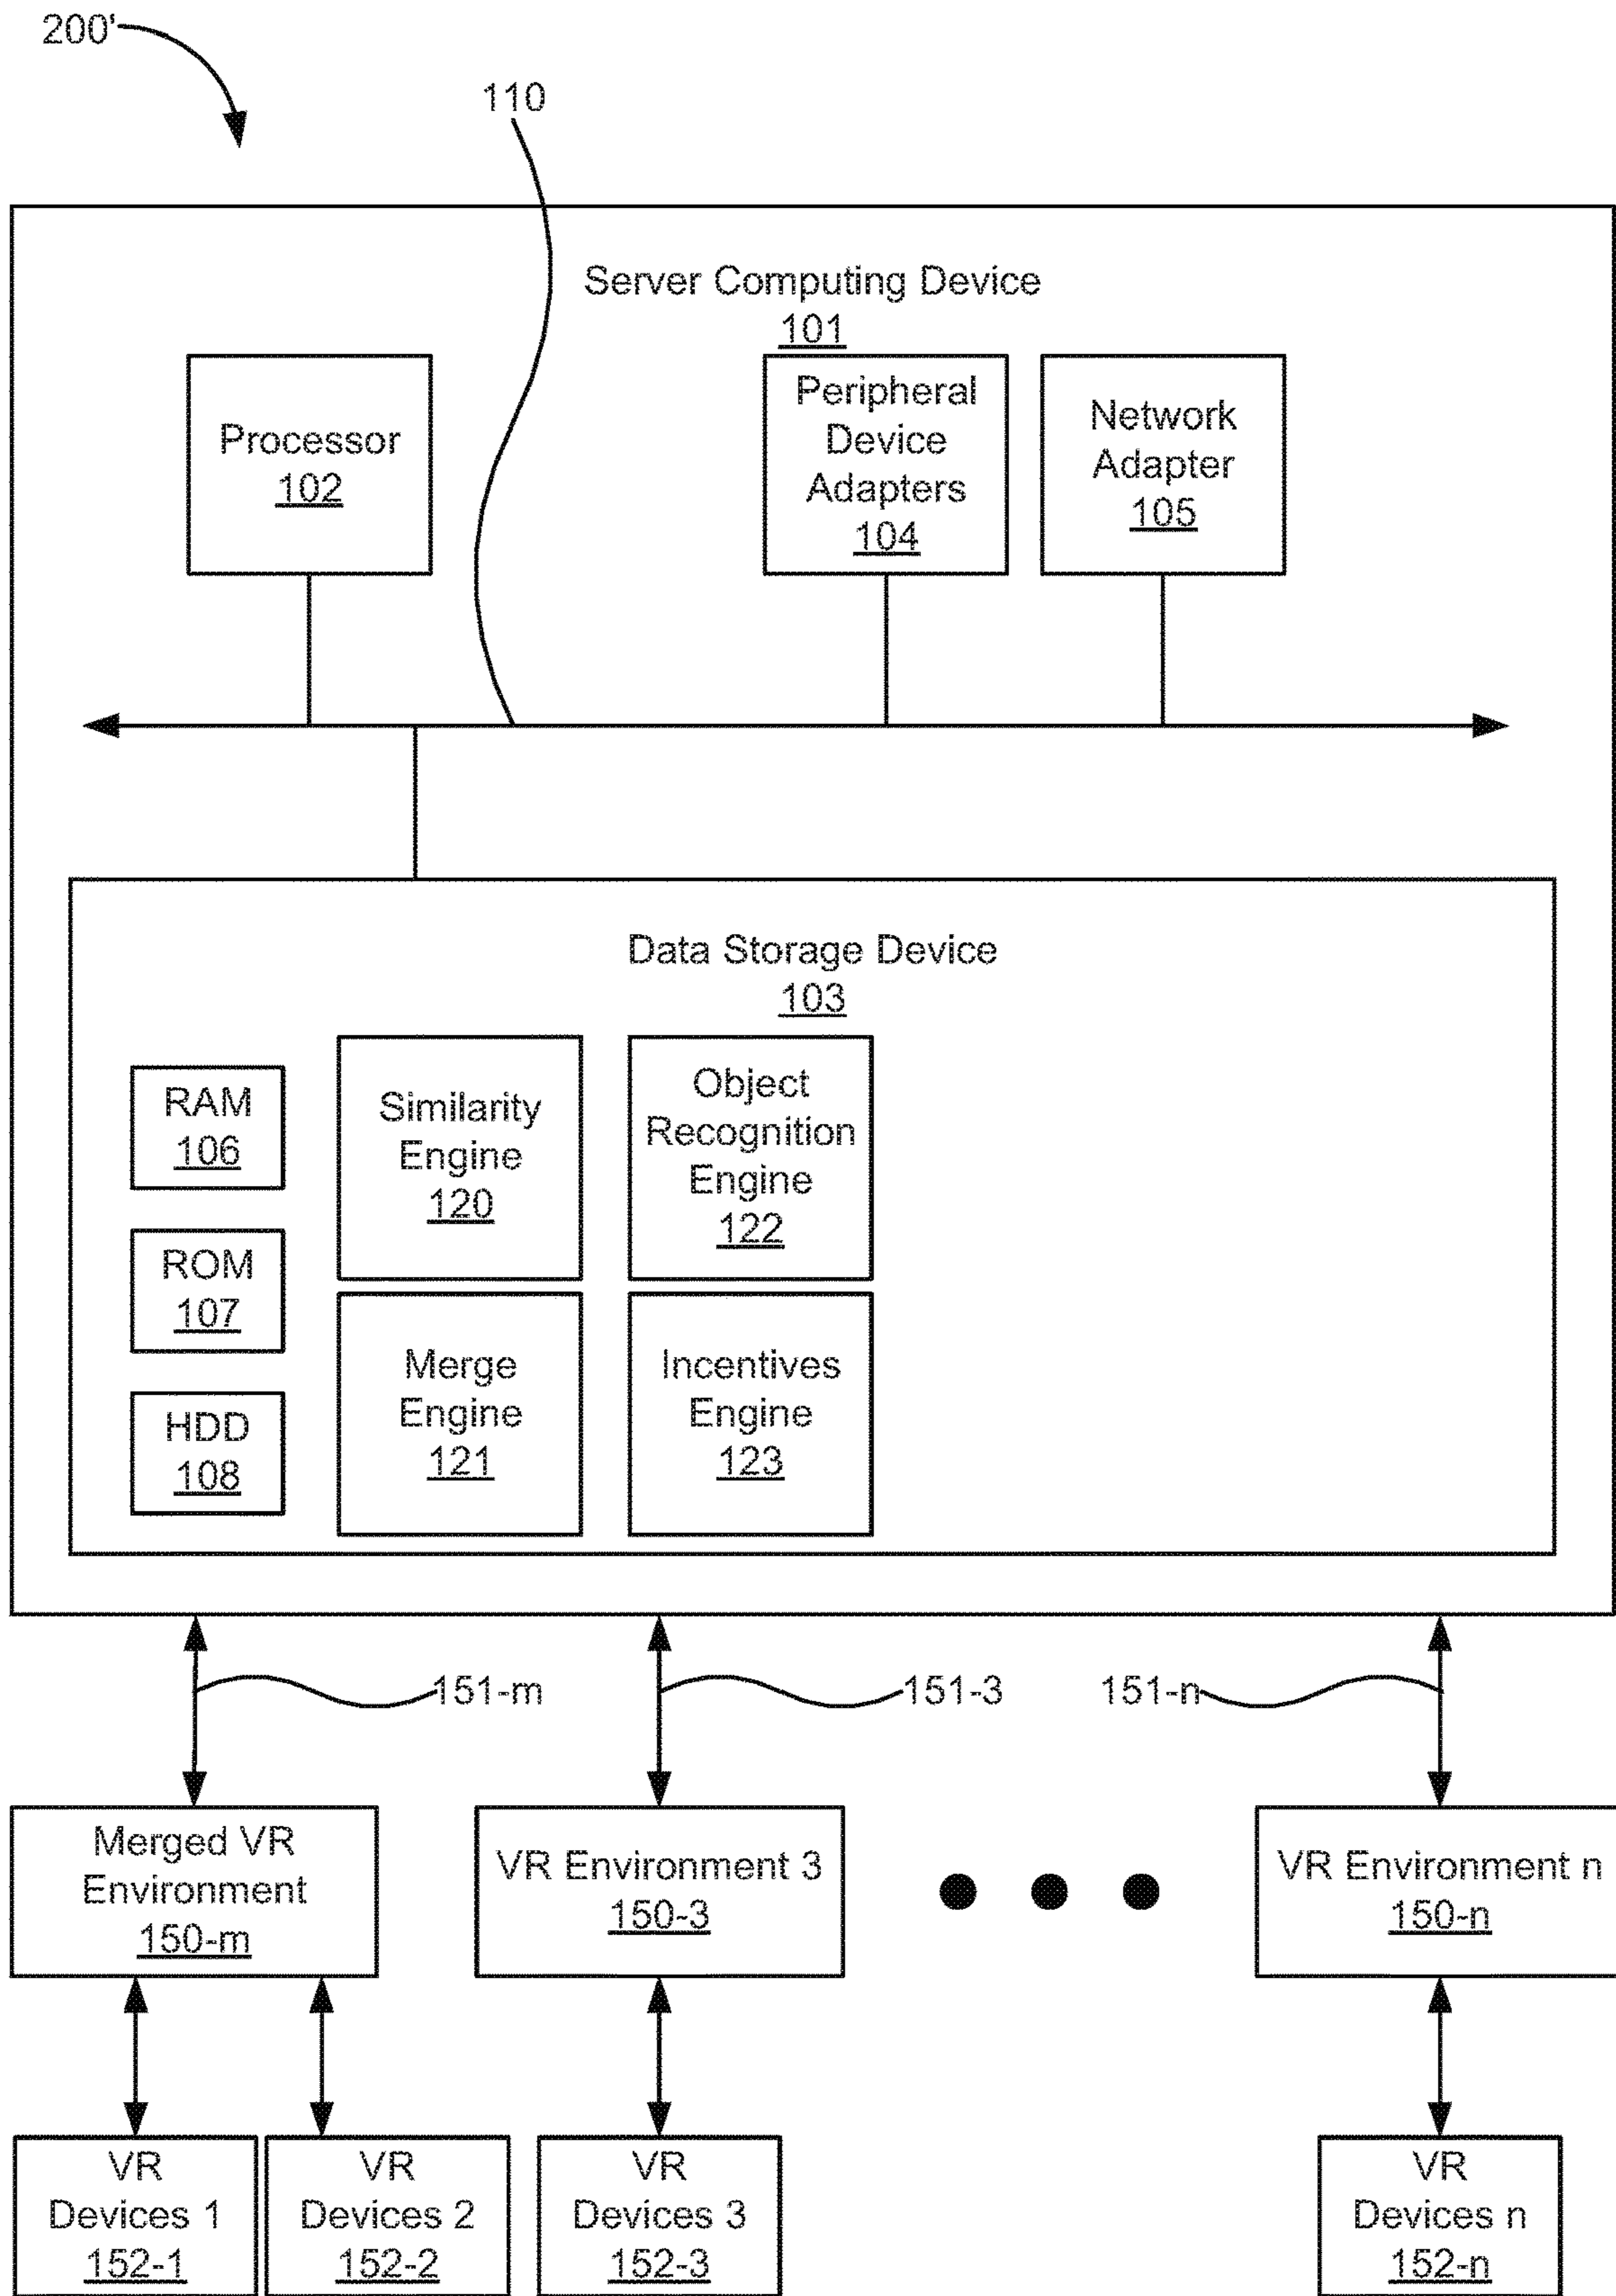 200'
110
Server Computing Device
101
Processor
102
Peripheral
Device
Adapters
104
Network
Adapter
105
Data Storage Device
103
RAM
106
ROM
107
HDD
108
Similarity
Engine
120
Object
Recognition
Engine
122
Merge
Engine
121
Incentives
Engine
123
151-m
151-3
151-n
Merged VR
Environment
150-m
VR Environment 3
150-3
VR Environment n
150-n
VR
Devices 1
152-1
VR
Devices 2
152-2
VR
Devices 3
152-3
VR
Devices n
152-n